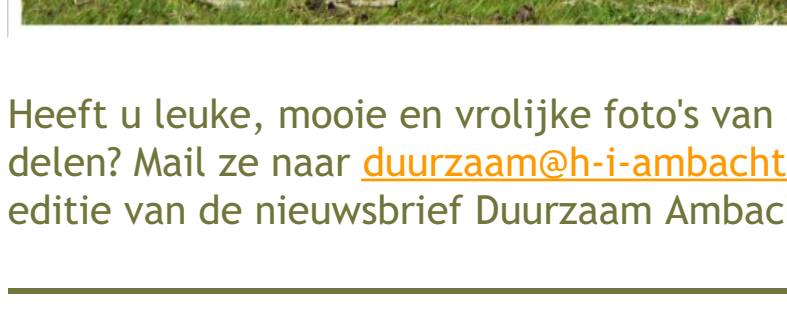 Heeft u leuke, mooie en vrolijke foto's van
delen? Mail ze naar duurzaam@h-i-ambacht
editie van de nieuwsbrief Duurzaam Ambac